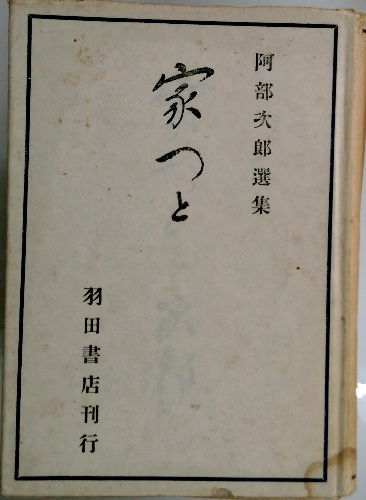 阿部次郎選集
家つと
羽田書店刊行